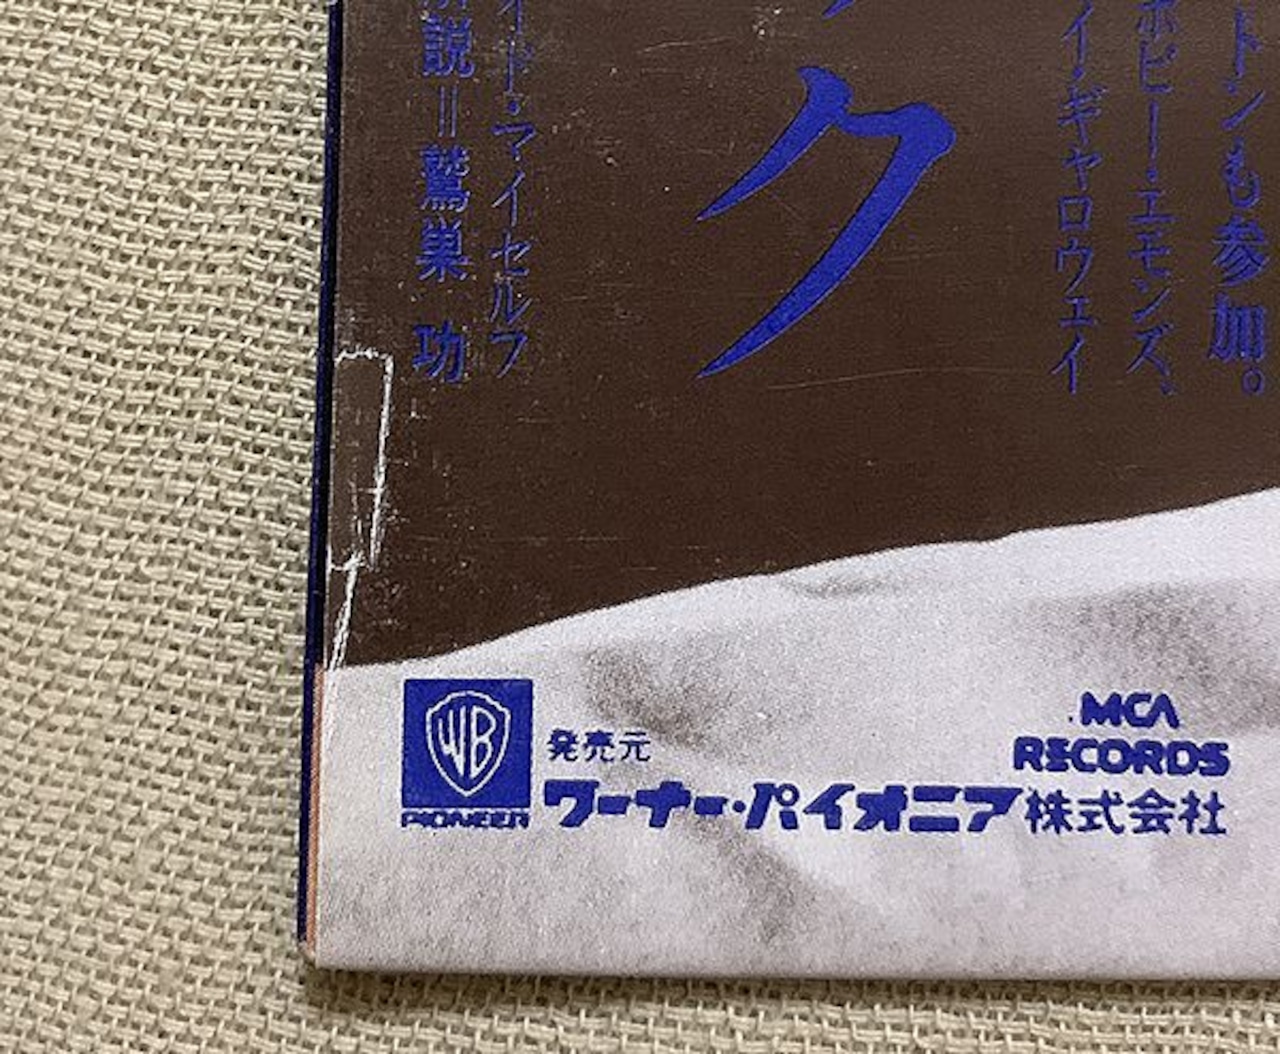 トンも参加。
ボビー・エモンズ、
イ・ギャロウェイ
ク
イド・マイセルフ
解説＝鷲巣 功
WB
PIONEER
発売元
ワーナー・パイオニア株式会社
MCA
RECORDS